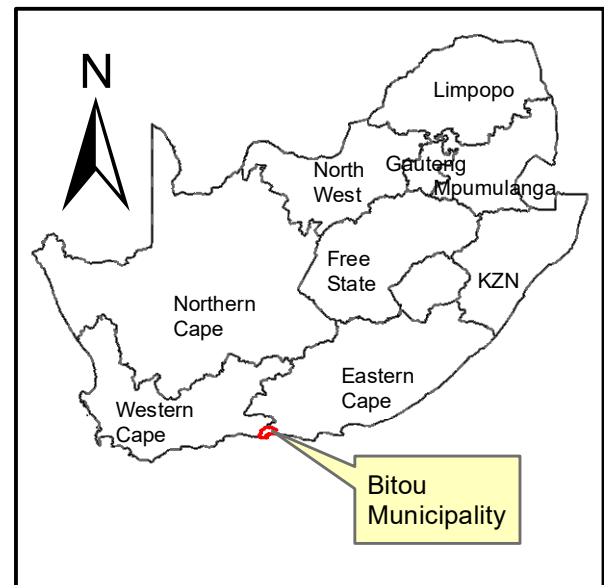 N
Limpopo
North
West
Gauteng
Mpumulanga
Free
State
KZN
Northern
Cape
Eastern
Cape
Western
Cape
Bitou
Municipality